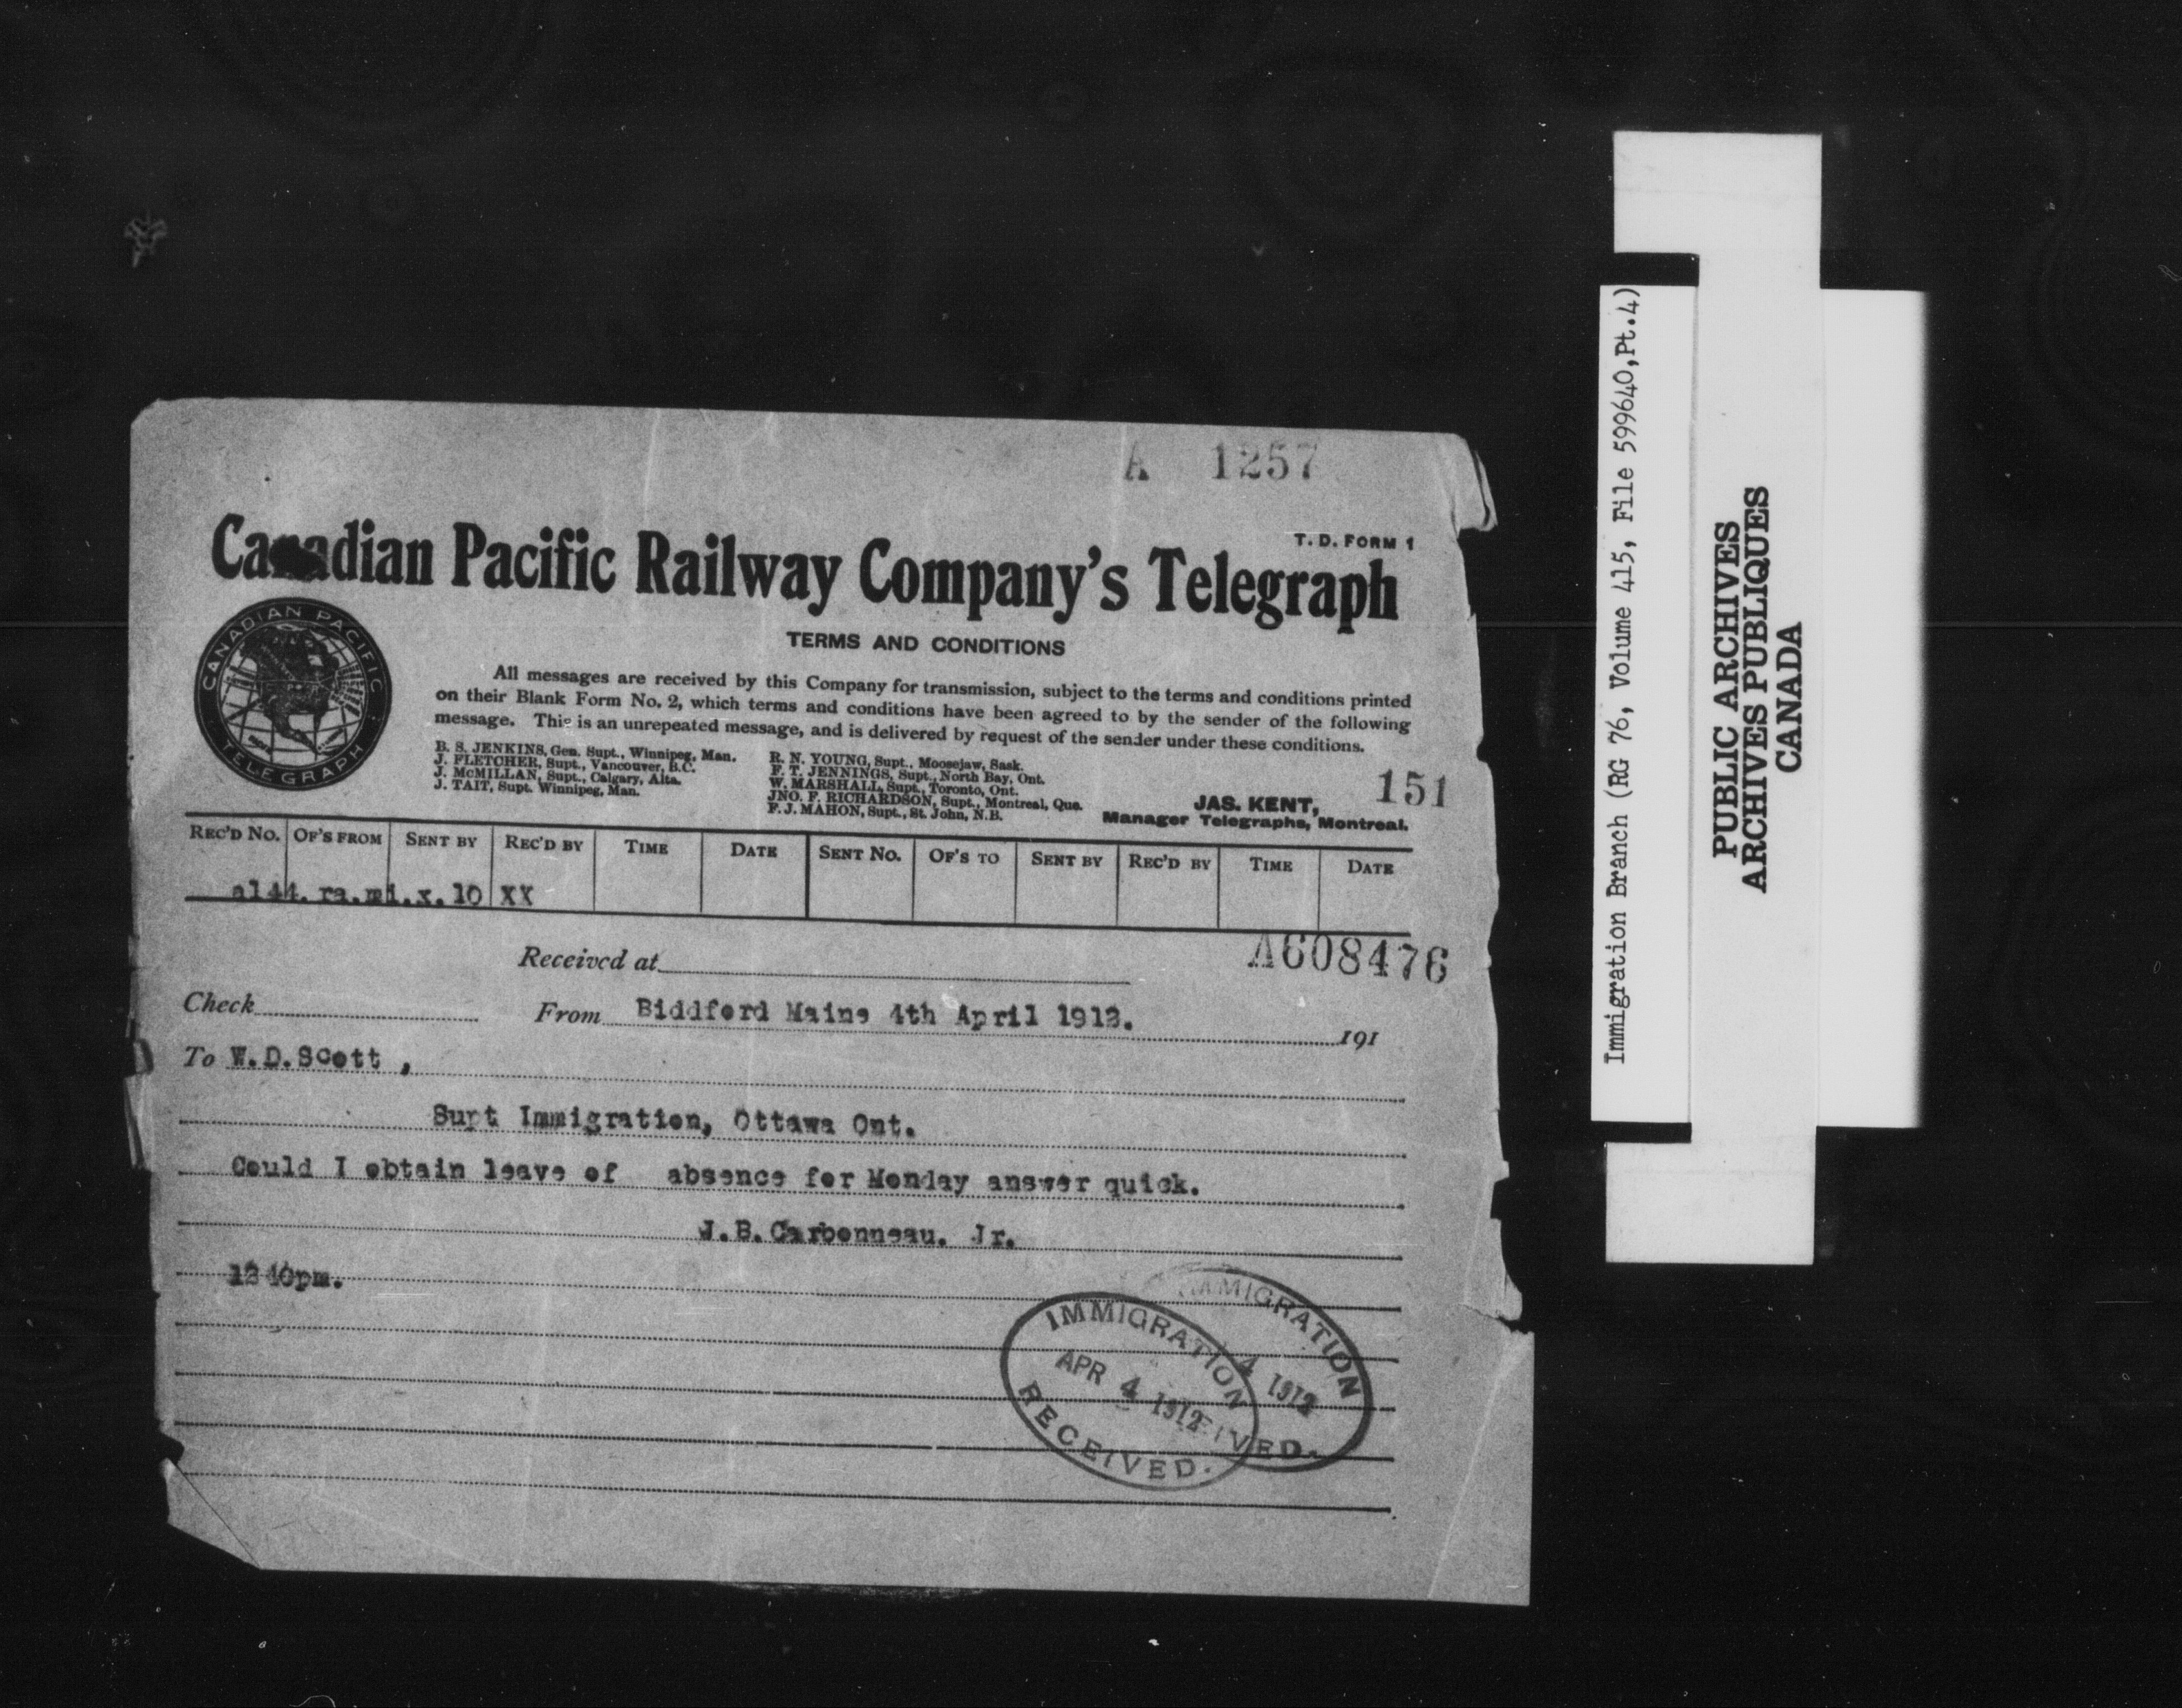 A 1257
T. D. FORM 1
Canadian Pacific Railway Company's Telegraph
CANADIAN PACIFIC
TELEGRAPH
TERMS AND CONDITIONS
All messages are received by this Company for transmission, subject to the terms and conditions printed
on their Blank Form No. 2, which terms and conditions have been agreed to by the sender of the following
message. This is an unrepeated message, and is delivered by request of the sender under these conditions.
B. S. JENKINS, Gen. Supt., Winnipeg, Man.
J. FLETCHER, Supt., Vancouver, B.C.
J. McMILLAN, Supt., Calgary, Alta.
J. TAIT, Supt. Winnipeg, Man.
R. N. YOUNG, Supt., Moosejaw, Sask.
F. T. JENNINGS, Supt., North Bay, Ont.
W. MARSHALL, Supt., Toronto, Ont.
JNO. F. RICHARDSON, Supt., Montreal, Que.
F. J. MAHON, Supt., St. John, N.B.
151
JAS. KENT,
Manager Telegraphs, Montreal.
REC'D NO. OF'S FROM SENT BY REC'D BY TIME DATE SENT NO. OF'S TO SENT BY REC'D BY TIME DATE
a144. ra.mi.x. 10 XX
Received at
A608476
Check From Biddford Maine 4th April 1912. 191
To W.D.Scott ,
Supt Immigration, Ottawa Ont.
Could I obtain leave of absence for Monday answer quick.
J.B.Carbonneau. Jr.
1240pm.
IMMIGRATION
4 1912
EIVED.
IMMIGRATION
APR 4 1912
RECEIVED.
Immigration Branch (RG 76, Volume 415, File 599640,Pt.4)
PUBLIC ARCHIVES
ARCHIVES PUBLIQUES
CANADA